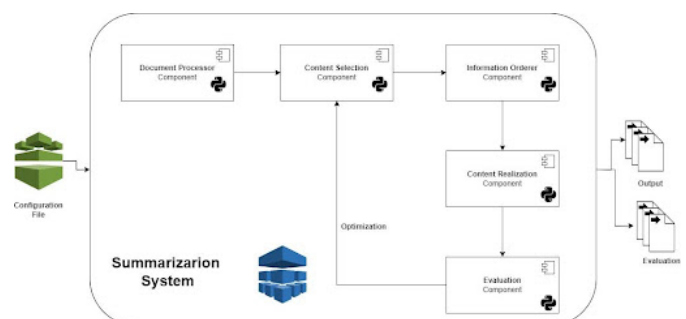 Document Processor
Component
Content Selection
Component
Information Orderer
Component
Content Realization
Component
Configuration
File
Output
Optimization
Evaluation
Summarizarion
System
Evaluation
Component